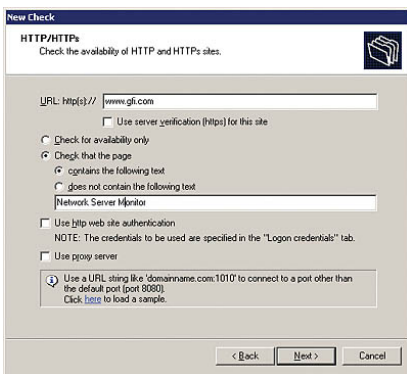 New Check
HTTP/HTTPs
Check the availability of HTTP and HTTPs sites.
URL: http(s):// www.gfi.com
Use server verification (https) for this site
Check for availability only
Check that the page
contains the following text
does not contain the following text
Network Server Monitor
Use http web site authentication
NOTE: The credentials to be used are specified in the "Logon credentials" tab.
Use proxy server
Use a URL string like 'domainname.com:1010' to connect to a port other than
the default port (port 8080).
Click here to load a sample.
< Back
Next >
Cancel